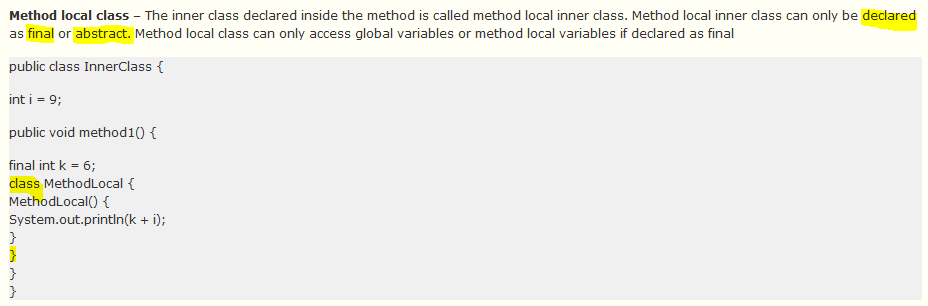 Method local class – The inner class declared inside the method is called method local inner class. Method local inner class can only be declared
as final or abstract. Method local class can only access global variables or method local variables if declared as final
public class InnerClass {
int i = 9;
public void method1() {
final int k = 6;
class MethodLocal {
MethodLocal() {
System.out.println(k + i);
}
}
}
}